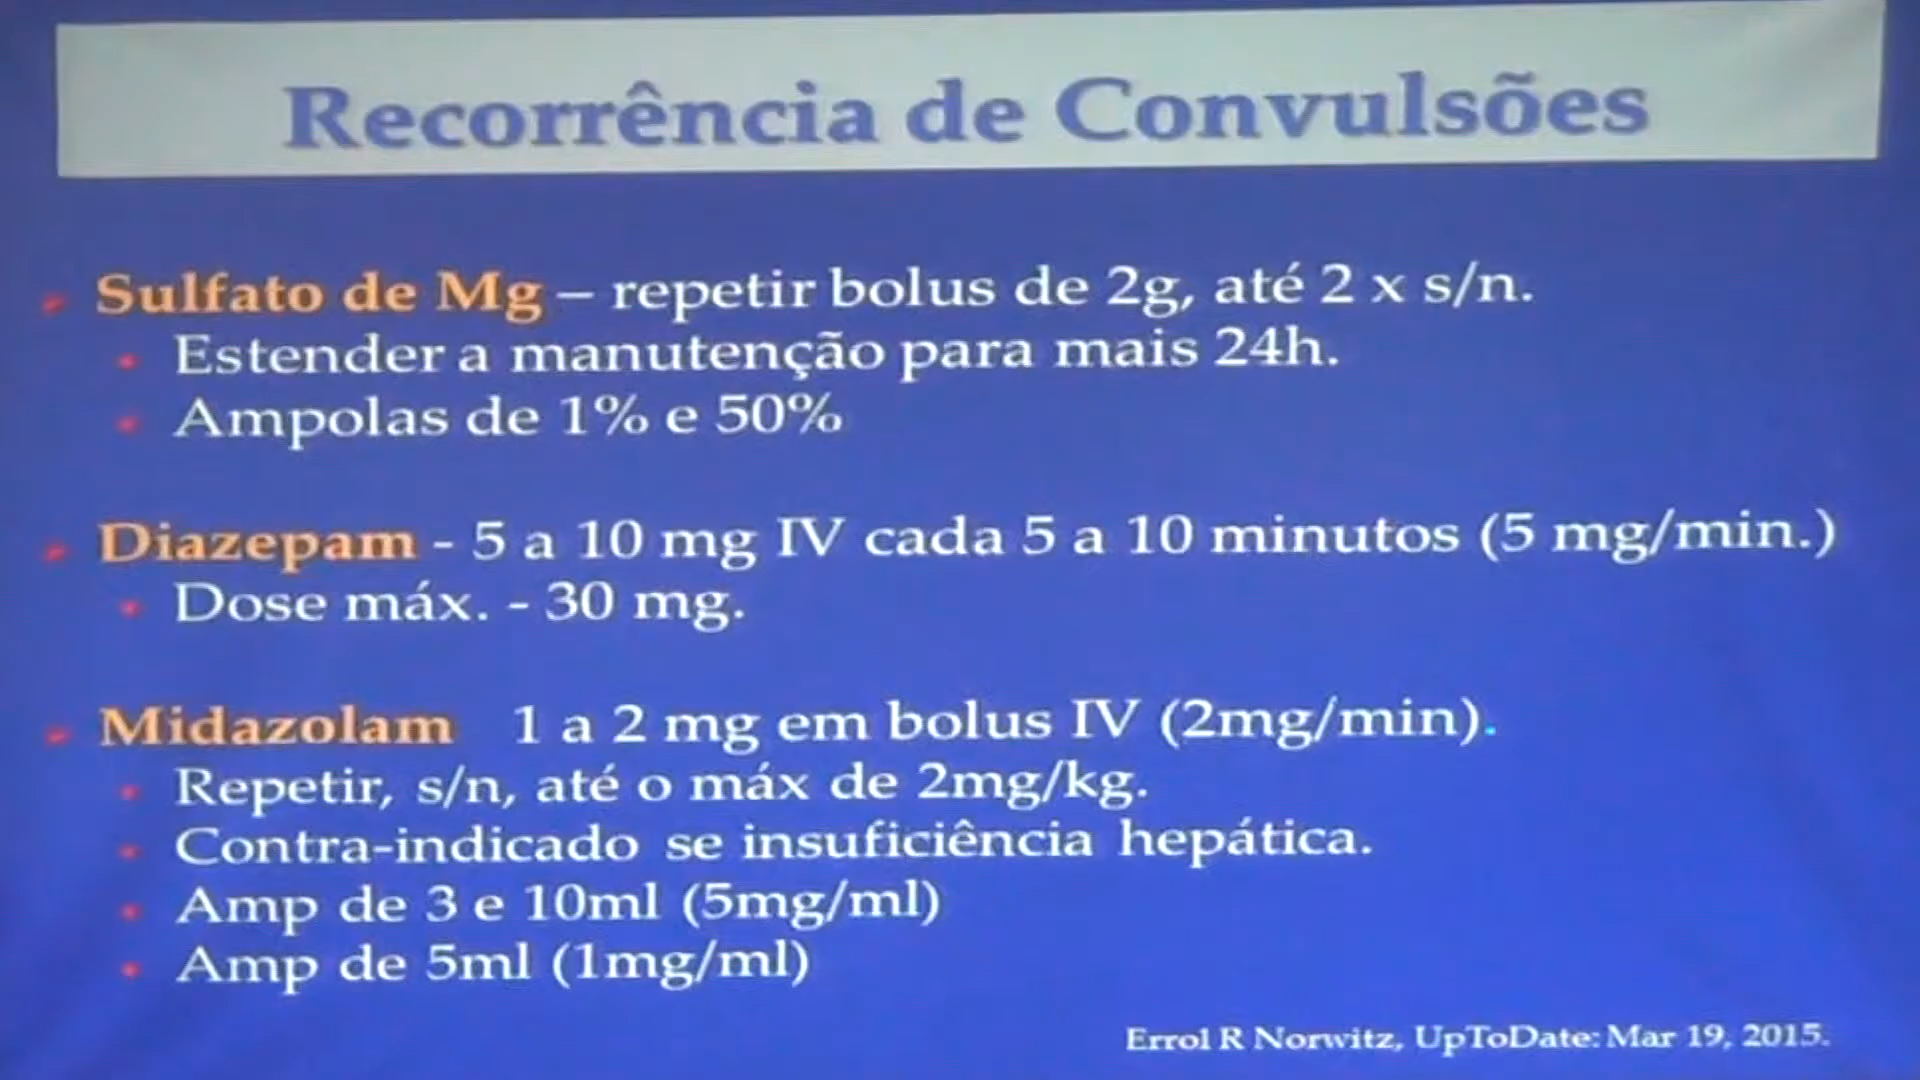 Recorrência de Convulsões
Sulfato de Mg – repetir bolus de 2g, até 2 x s/n.
Estender a manutenção para mais 24h.
Ampolas de 1% e 50%
Diazepam - 5 a 10 mg IV cada 5 a 10 minutos (5 mg/min.)
Dose máx. - 30 mg.
Midazolam 1 a 2 mg em bolus IV (2mg/min).
Repetir, s/n, até o máx de 2mg/kg.
Contra-indicado se insuficiência hepática.
Amp de 3 e 10ml (5mg/ml)
Amp de 5ml (1mg/ml)
Errol R Norwitz, UpToDate: Mar 19, 2015.